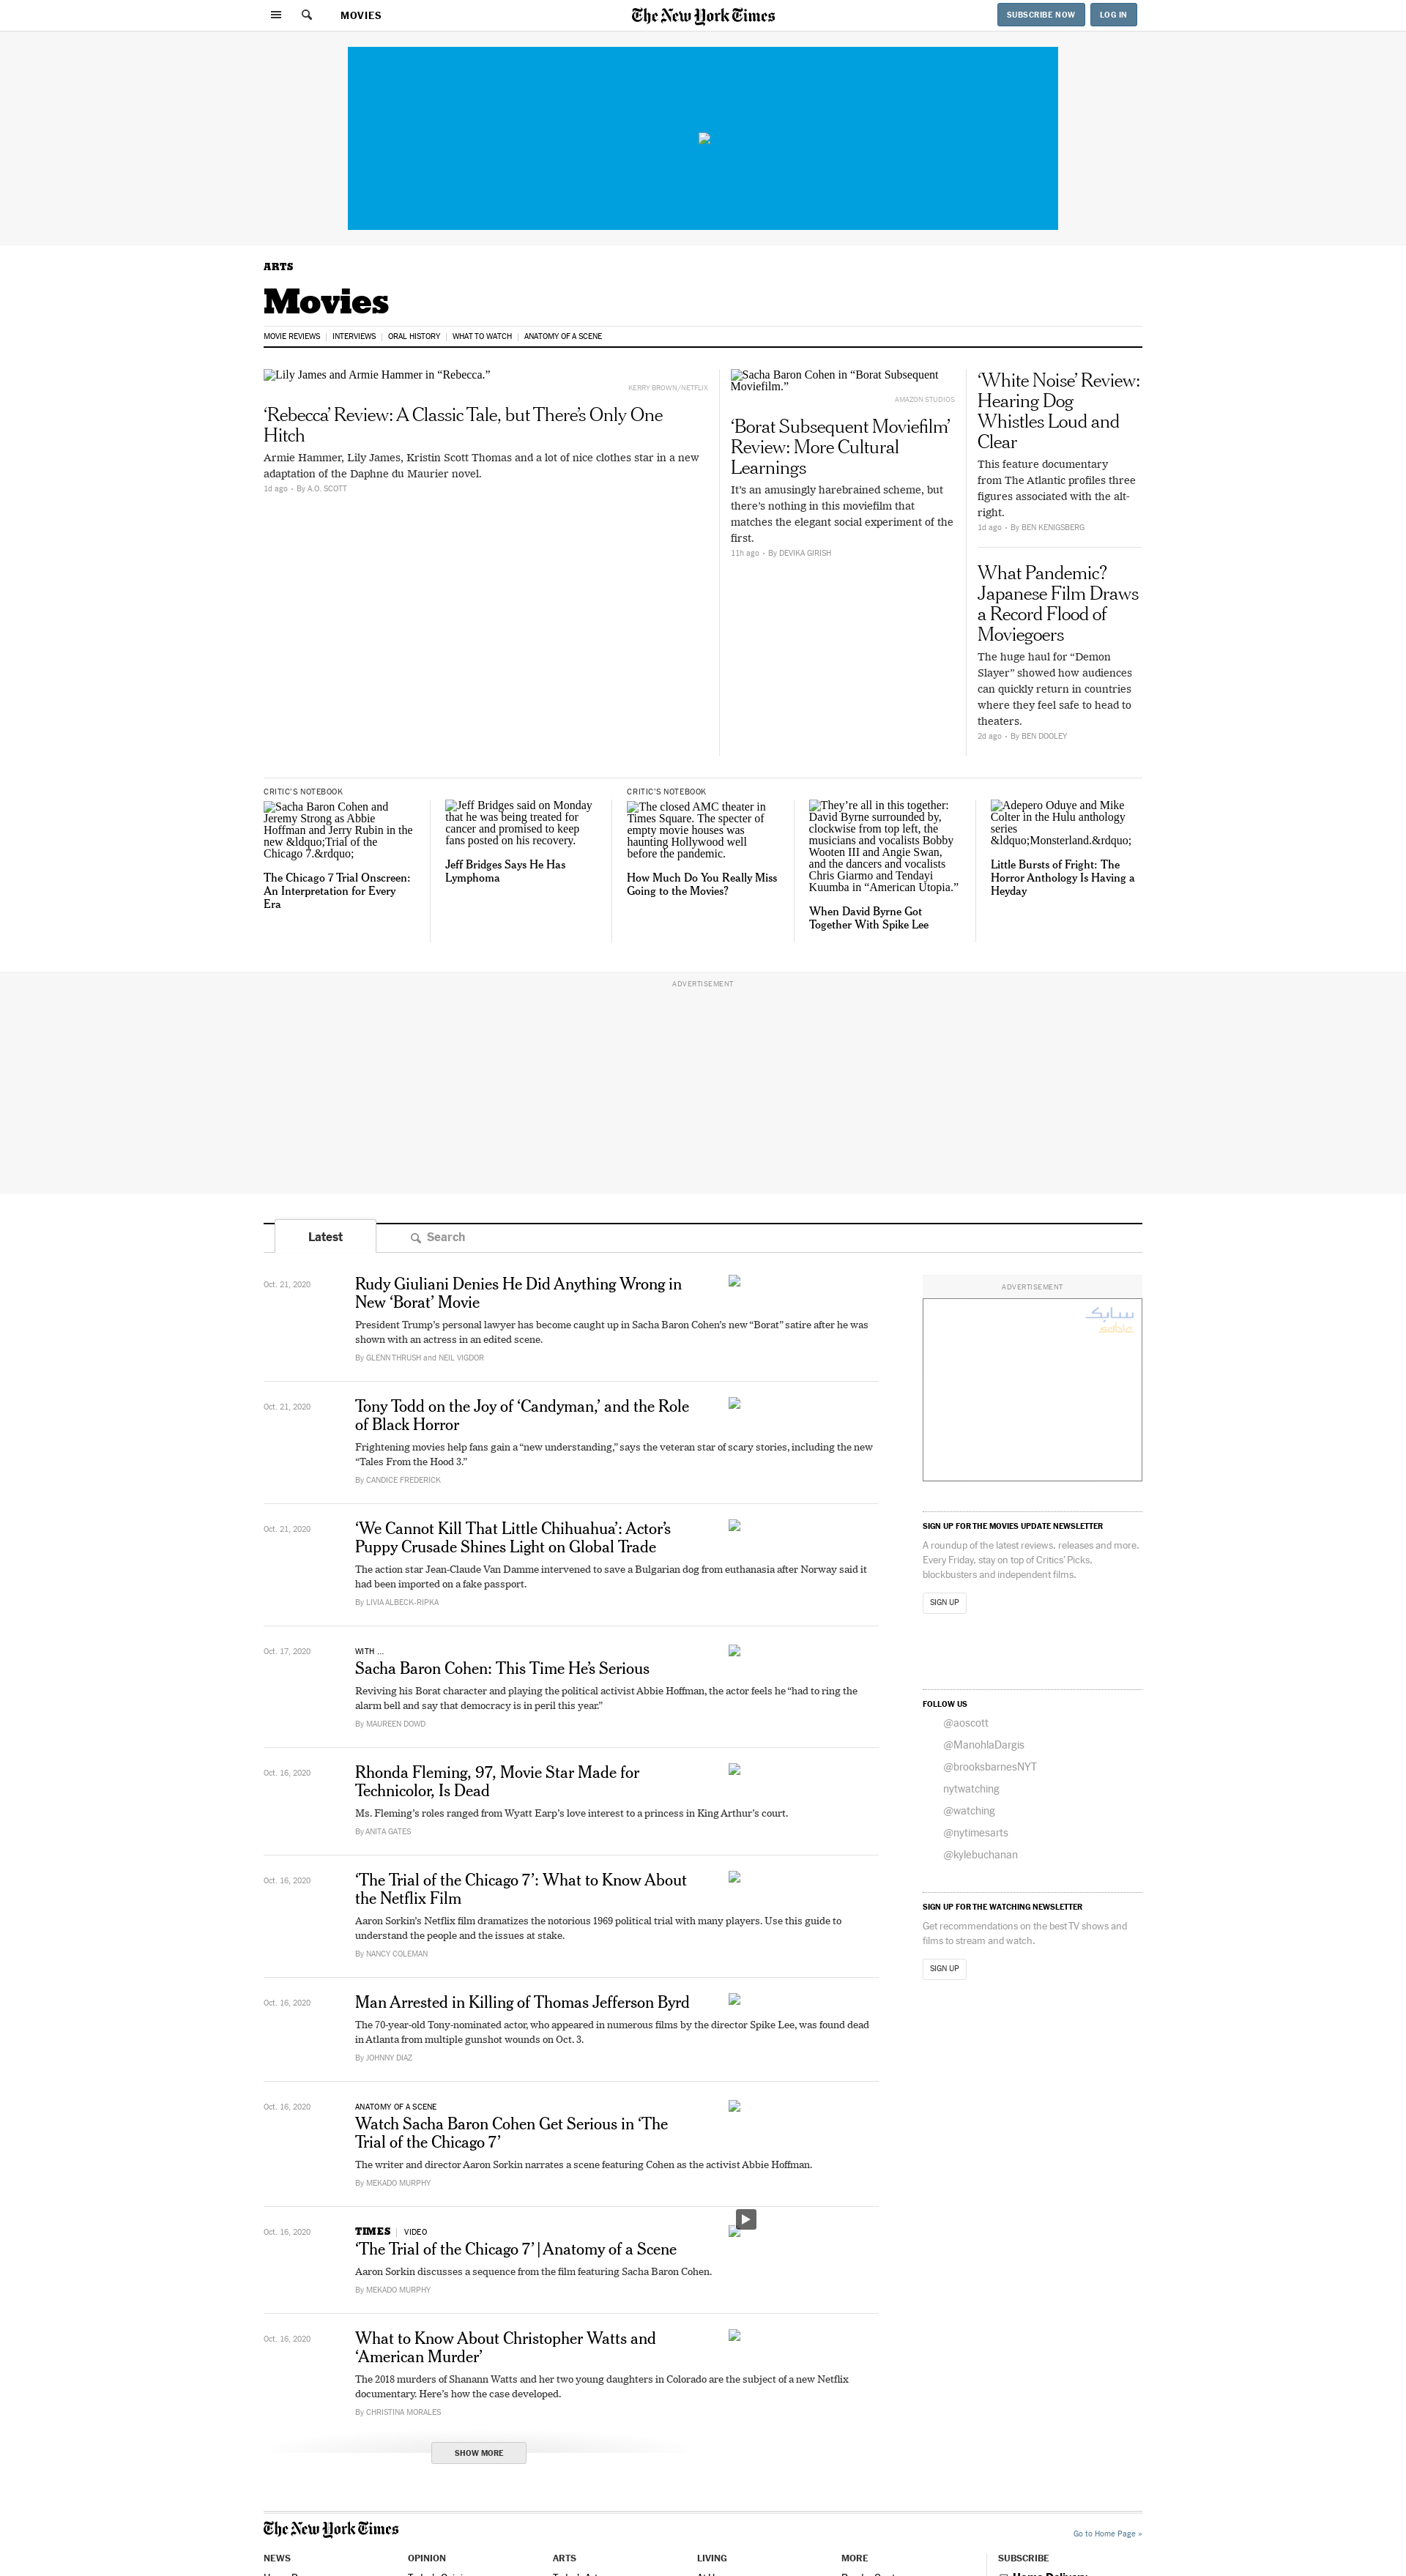 MOVIES
The New York Times
SUBSCRIBE NOW
LOG IN
ARTS
Movies
MOVIE REVIEWS
INTERVIEWS
ORAL HISTORY
WHAT TO WATCH
ANATOMY OF A SCENE
Lily James and Armie Hammer in “Rebecca.”
KERRY BROWN/NETFLIX
‘Rebecca’ Review: A Classic Tale, but There’s Only One
Hitch
Armie Hammer, Lily James, Kristin Scott Thomas and a lot of nice clothes star in a new
adaptation of the Daphne du Maurier novel.
1d ago • By A.O. SCOTT
Sacha Baron Cohen in “Borat Subsequent
Moviefilm.”
AMAZON STUDIOS
‘Borat Subsequent Moviefilm’
Review: More Cultural
Learnings
It’s an amusingly harebrained scheme, but
there’s nothing in this moviefilm that
matches the elegant social experiment of the
first.
11h ago • By DEVIKA GIRISH
‘White Noise’ Review:
Hearing Dog
Whistles Loud and
Clear
This feature documentary
from The Atlantic profiles three
figures associated with the alt-
right.
1d ago • By BEN KENIGSBERG
What Pandemic?
Japanese Film Draws
a Record Flood of
Moviegoers
The huge haul for “Demon
Slayer” showed how audiences
can quickly return in countries
where they feel safe to head to
theaters.
2d ago • By BEN DOOLEY
CRITIC’S NOTEBOOK
Sacha Baron Cohen and
Jeremy Strong as Abbie
Hoffman and Jerry Rubin in the
new &ldquo;Trial of the
Chicago 7.&rdquo;
The Chicago 7 Trial Onscreen:
An Interpretation for Every
Era
Jeff Bridges said on Monday
that he was being treated for
cancer and promised to keep
fans posted on his recovery.
Jeff Bridges Says He Has
Lymphoma
CRITIC’S NOTEBOOK
The closed AMC theater in
Times Square. The specter of
empty movie houses was
haunting Hollywood well
before the pandemic.
How Much Do You Really Miss
Going to the Movies?
They’re all in this together:
David Byrne surrounded by,
clockwise from top left, the
musicians and vocalists Bobby
Wooten III and Angie Swan,
and the dancers and vocalists
Chris Giarmo and Tendayi
Kuumba in “American Utopia.”
When David Byrne Got
Together With Spike Lee
Adepero Oduye and Mike
Colter in the Hulu anthology
series
&ldquo;Monsterland.&rdquo;
Little Bursts of Fright: The
Horror Anthology Is Having a
Heyday
ADVERTISEMENT
Latest
Search
Oct. 21, 2020
Rudy Giuliani Denies He Did Anything Wrong in
New ‘Borat’ Movie
President Trump’s personal lawyer has become caught up in Sacha Baron Cohen’s new “Borat” satire after he was
shown with an actress in an edited scene.
By GLENN THRUSH and NEIL VIGDOR
Oct. 21, 2020
Tony Todd on the Joy of ‘Candyman,’ and the Role
of Black Horror
Frightening movies help fans gain a “new understanding,” says the veteran star of scary stories, including the new
“Tales From the Hood 3.”
By CANDICE FREDERICK
Oct. 21, 2020
‘We Cannot Kill That Little Chihuahua’: Actor’s
Puppy Crusade Shines Light on Global Trade
The action star Jean-Claude Van Damme intervened to save a Bulgarian dog from euthanasia after Norway said it
had been imported on a fake passport.
By LIVIA ALBECK-RIPKA
Oct. 17, 2020
WITH ...
Sacha Baron Cohen: This Time He’s Serious
Reviving his Borat character and playing the political activist Abbie Hoffman, the actor feels he “had to ring the
alarm bell and say that democracy is in peril this year.”
By MAUREEN DOWD
Oct. 16, 2020
Rhonda Fleming, 97, Movie Star Made for
Technicolor, Is Dead
Ms. Fleming’s roles ranged from Wyatt Earp’s love interest to a princess in King Arthur’s court.
By ANITA GATES
Oct. 16, 2020
‘The Trial of the Chicago 7’: What to Know About
the Netflix Film
Aaron Sorkin’s Netflix film dramatizes the notorious 1969 political trial with many players. Use this guide to
understand the people and the issues at stake.
By NANCY COLEMAN
Oct. 16, 2020
Man Arrested in Killing of Thomas Jefferson Byrd
The 70-year-old Tony-nominated actor, who appeared in numerous films by the director Spike Lee, was found dead
in Atlanta from multiple gunshot wounds on Oct. 3.
By JOHNNY DIAZ
Oct. 16, 2020
ANATOMY OF A SCENE
Watch Sacha Baron Cohen Get Serious in ‘The
Trial of the Chicago 7’
The writer and director Aaron Sorkin narrates a scene featuring Cohen as the activist Abbie Hoffman.
By MEKADO MURPHY
Oct. 16, 2020
TIMES | VIDEO
‘The Trial of the Chicago 7’ | Anatomy of a Scene
Aaron Sorkin discusses a sequence from the film featuring Sacha Baron Cohen.
By MEKADO MURPHY
Oct. 16, 2020
What to Know About Christopher Watts and
‘American Murder’
The 2018 murders of Shanann Watts and her two young daughters in Colorado are the subject of a new Netflix
documentary. Here’s how the case developed.
By CHRISTINA MORALES
SHOW MORE
ADVERTISEMENT
سابك
sabic
SIGN UP FOR THE MOVIES UPDATE NEWSLETTER
A roundup of the latest reviews, releases and more.
Every Friday, stay on top of Critics’ Picks,
blockbusters and independent films.
SIGN UP
FOLLOW US
@aoscott
@ManohlaDargis
@brooksbarnesNYT
nytwatching
@watching
@nytimesarts
@kylebuchanan
SIGN UP FOR THE WATCHING NEWSLETTER
Get recommendations on the best TV shows and
films to stream and watch.
SIGN UP
The New York Times
Go to Home Page »
NEWS
OPINION
ARTS
LIVING
MORE
SUBSCRIBE